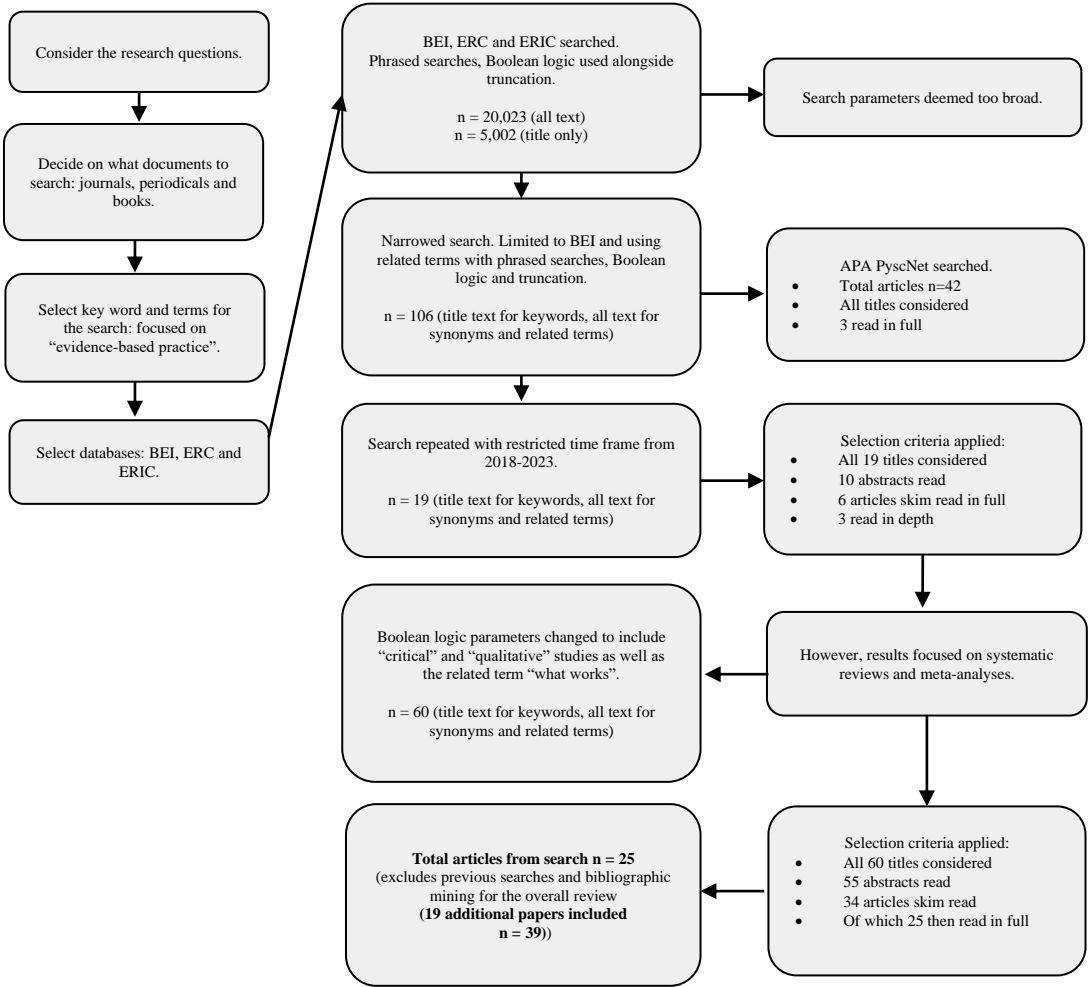 Consider the research questions.
Decide on what documents to
search: journals, periodicals and
books.
Select key word and terms for
the search: focused on
“evidence-based practice”.
Select databases: BEI, ERC and
ERIC.
BEI, ERC and ERIC searched.
Phrased searches, Boolean logic used alongside
truncation.
n = 20,023 (all text)
n = 5,002 (title only)
Search parameters deemed too broad.
Narrowed search. Limited to BEI and using
related terms with phrased searches, Boolean
logic and truncation.
n = 106 (title text for keywords, all text for
synonyms and related terms)
APA PyscNet searched.
• Total articles n=42
• All titles considered
• 3 read in full
Search repeated with restricted time frame from
2018-2023.
n = 19 (title text for keywords, all text for
synonyms and related terms)
Selection criteria applied:
• All 19 titles considered
• 10 abstracts read
• 6 articles skim read in full
• 3 read in depth
However, results focused on systematic
reviews and meta-analyses.
Boolean logic parameters changed to include
“critical” and “qualitative” studies as well as
the related term “what works”.
n = 60 (title text for keywords, all text for
synonyms and related terms)
Selection criteria applied:
• All 60 titles considered
• 55 abstracts read
• 34 articles skim read
• Of which 25 then read in full
Total articles from search n = 25
(excludes previous searches and bibliographic
mining for the overall review
(19 additional papers included
n = 39))